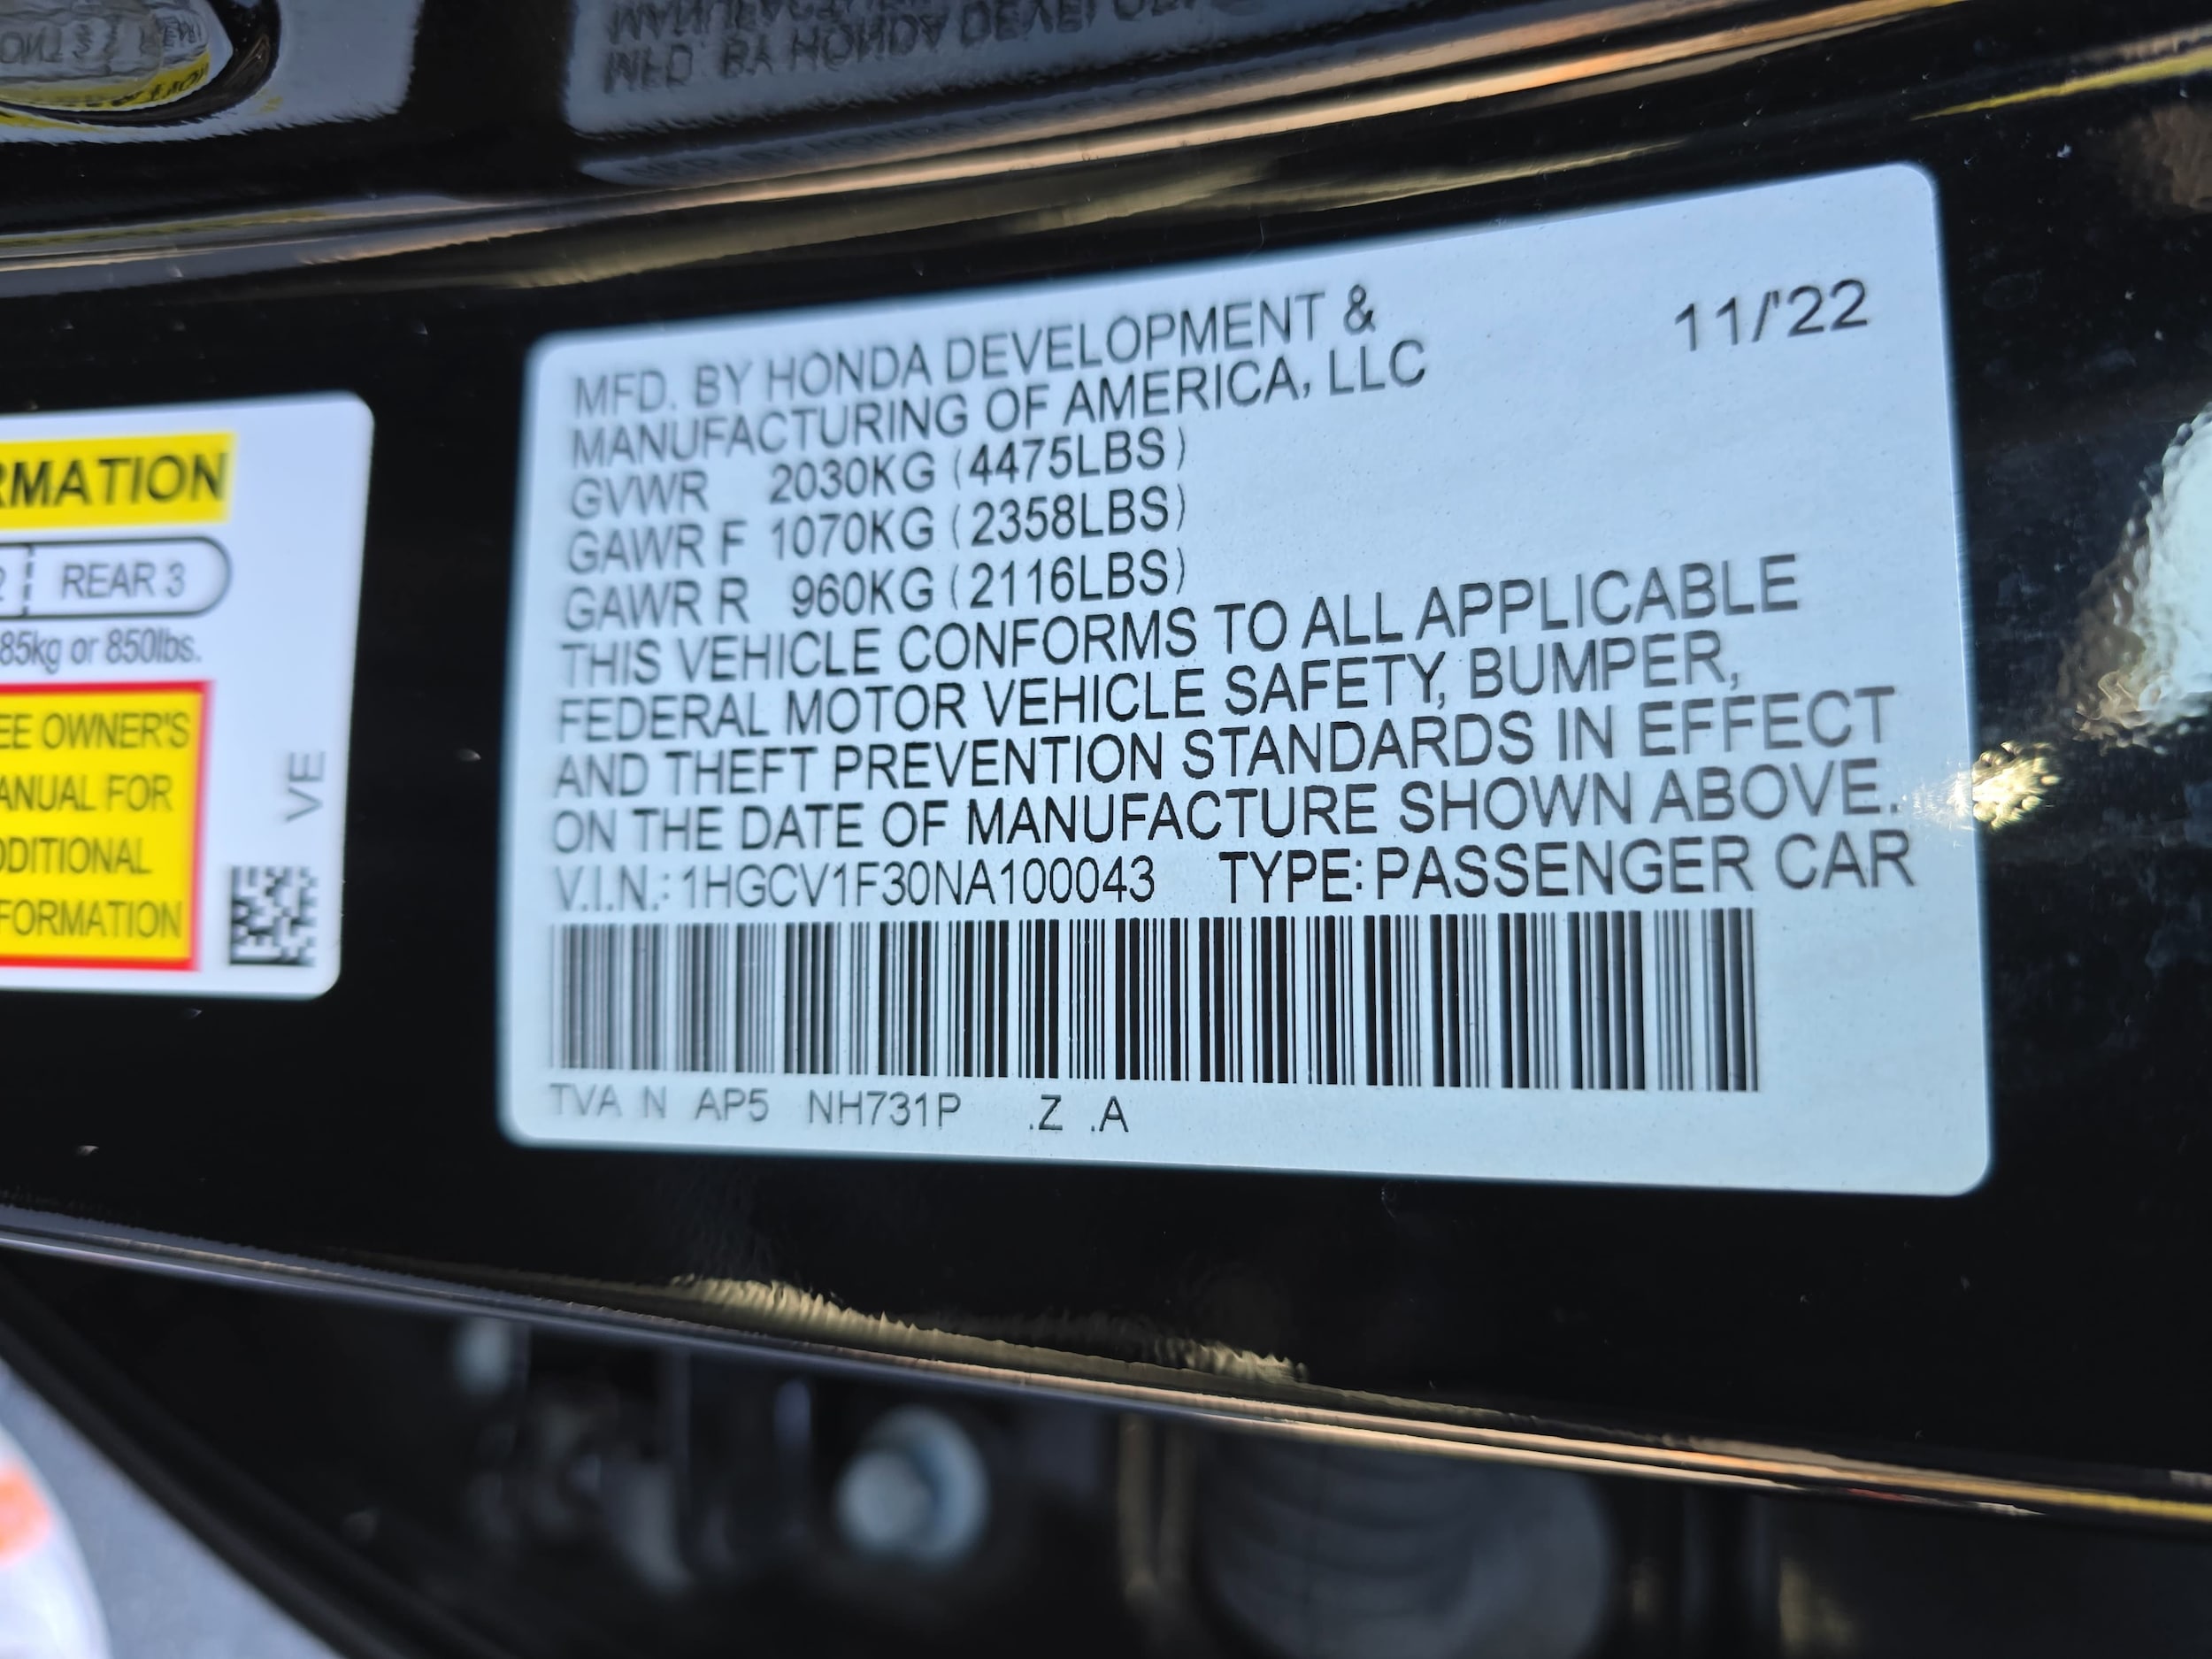 RMATION
REAR 3
85kg or 850lbs.
EE OWNER'S
ANUAL FOR
DDITIONAL
FORMATION
VE
MFD. BY HONDA DEVELOPMENT &
MANUFACTURING OF AMERICA, LLC
11/'22
GVWR 2030KG (4475LBS)
GAWR F 1070KG (2358LBS)
GAWR R 960KG (2116LBS)
THIS VEHICLE CONFORMS TO ALL APPLICABLE
FEDERAL MOTOR VEHICLE SAFETY, BUMPER,
AND THEFT PREVENTION STANDARDS IN EFFECT
ON THE DATE OF MANUFACTURE SHOWN ABOVE.
V.I.N.: 1HGCV1F30NA100043 TYPE: PASSENGER CAR
TVA N AP5 NH731P .Z .A